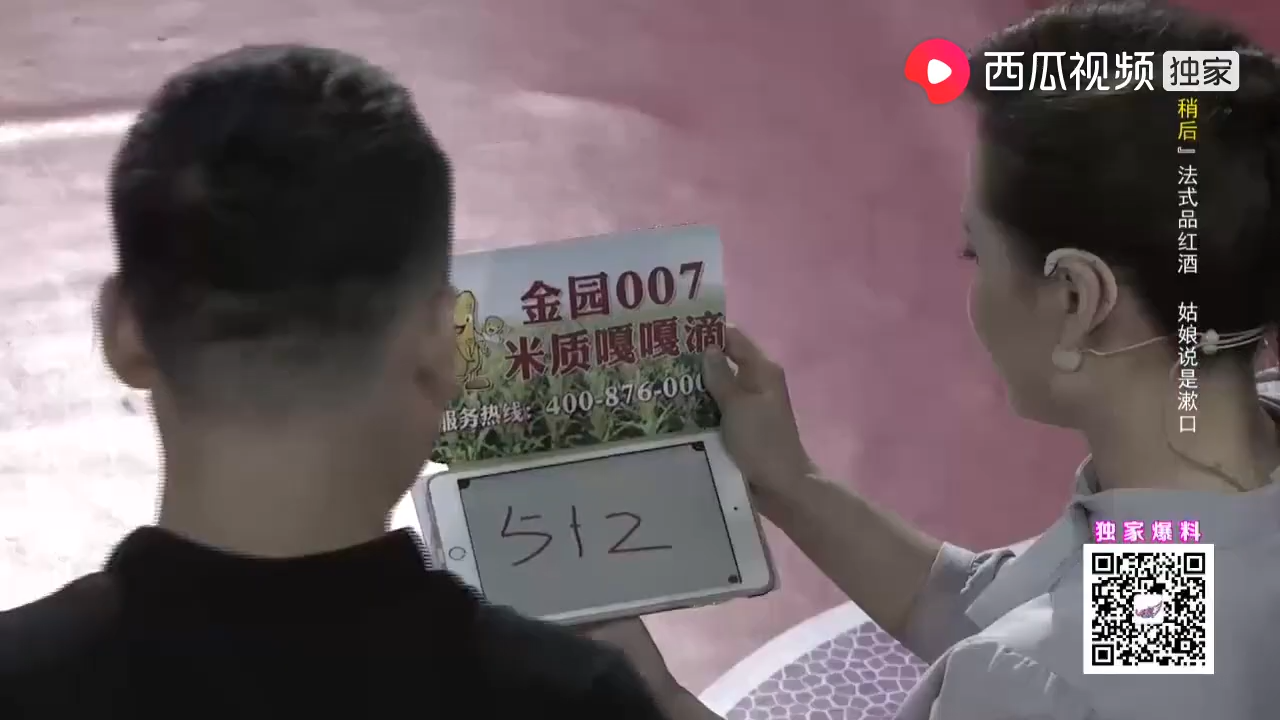 西瓜视频 独家
稍后』法式品红酒 姑娘说是漱口
金园007
米质嘎嘎滴
服务热线:400-876-000
512
独家爆料